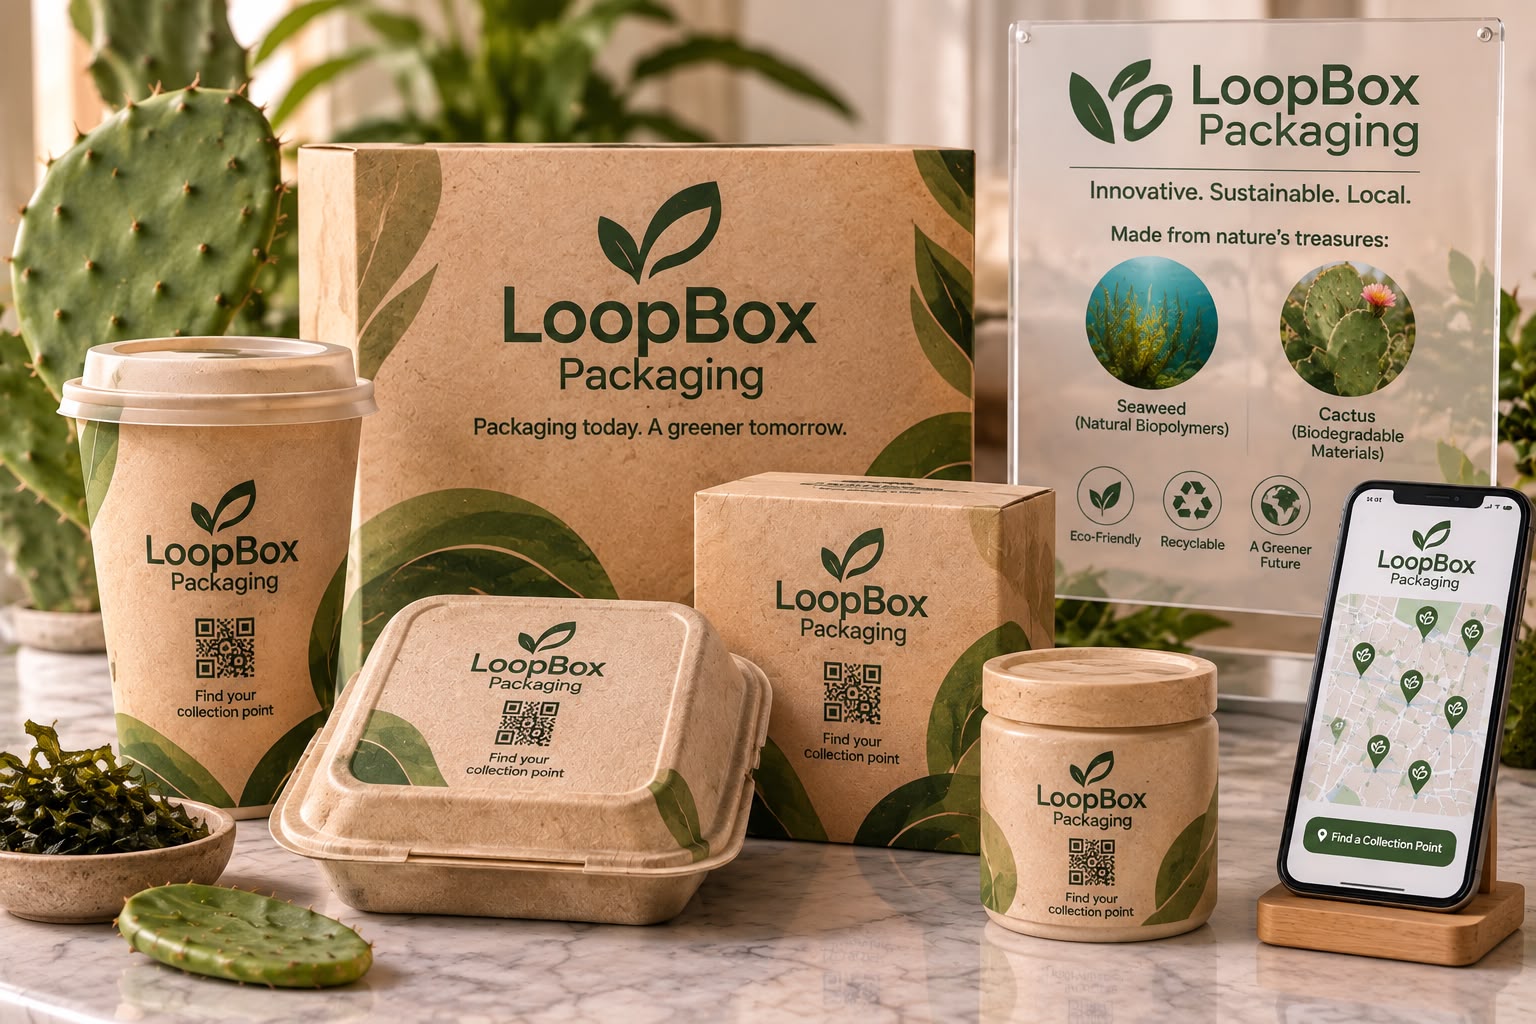 LoopBox
Packaging
Packaging today. A greener tomorrow.
LoopBox
Packaging
Innovative. Sustainable. Local.
Made from nature's treasures:
Seaweed
(Natural Biopolymers)
Cactus
(Biodegradable
Materials)
Eco-Friendly
Recyclable
A Greener
Future
LoopBox
Packaging
Find your
collection point
LoopBox
Packaging
Find your
collection point
LoopBox
Packaging
Find your
collection point
LoopBox
Packaging
Find your
collection point
LoopBox
Packaging
Find a Collection Point